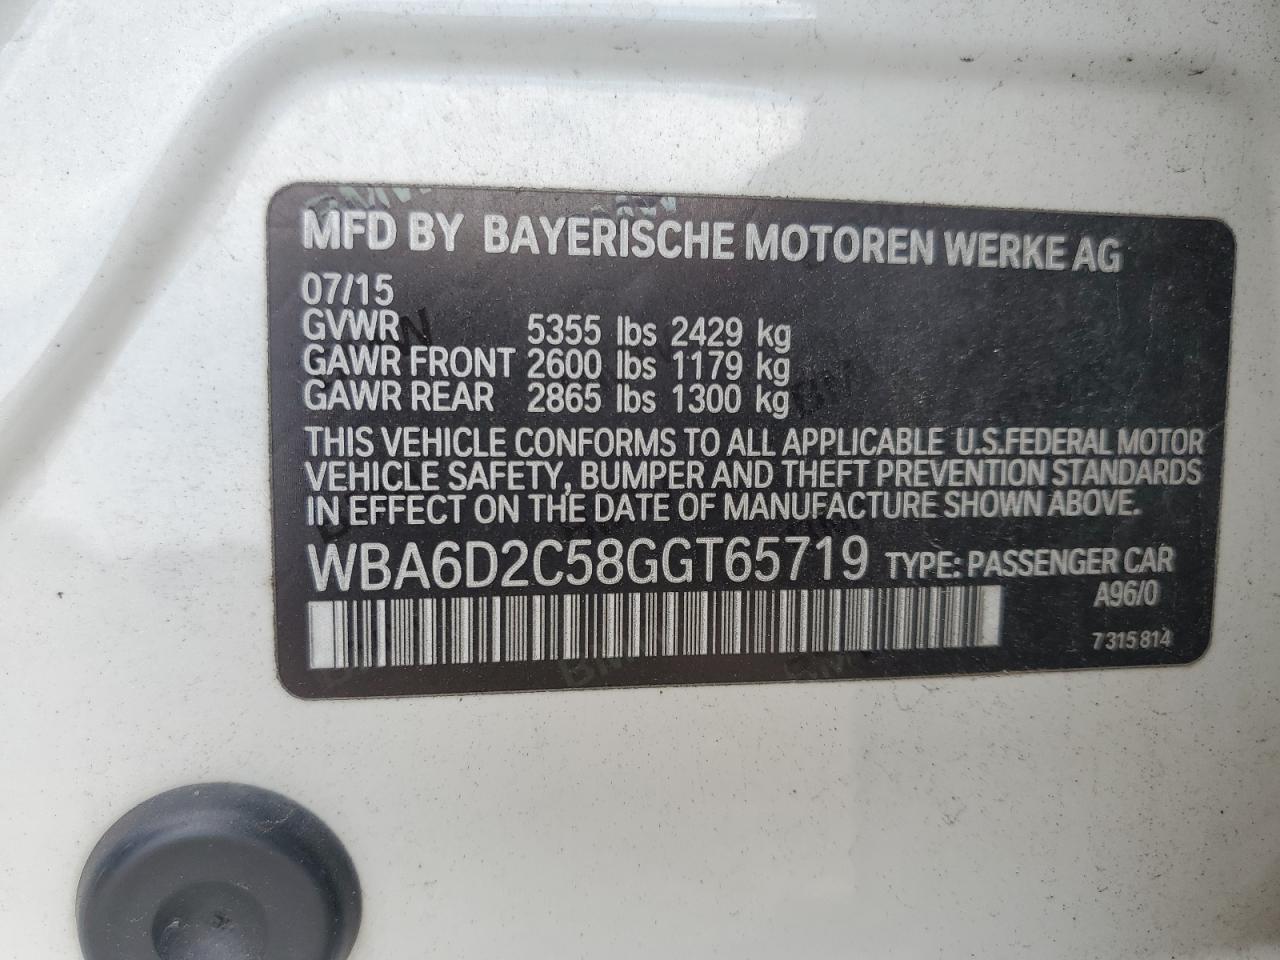 MFD BY BAYERISCHE MOTOREN WERKE AG
07/15
GVWR 5355 lbs 2429 kg
GAWR FRONT 2600 lbs 1179 kg
GAWR REAR 2865 lbs 1300 kg
THIS VEHICLE CONFORMS TO ALL APPLICABLE U.S.FEDERAL MOTOR
VEHICLE SAFETY, BUMPER AND THEFT PREVENTION STANDARDS
IN EFFECT ON THE DATE OF MANUFACTURE SHOWN ABOVE.
WBA6D2C58GGT65719 TYPE: PASSENGER CAR
A96/0
7 315 814